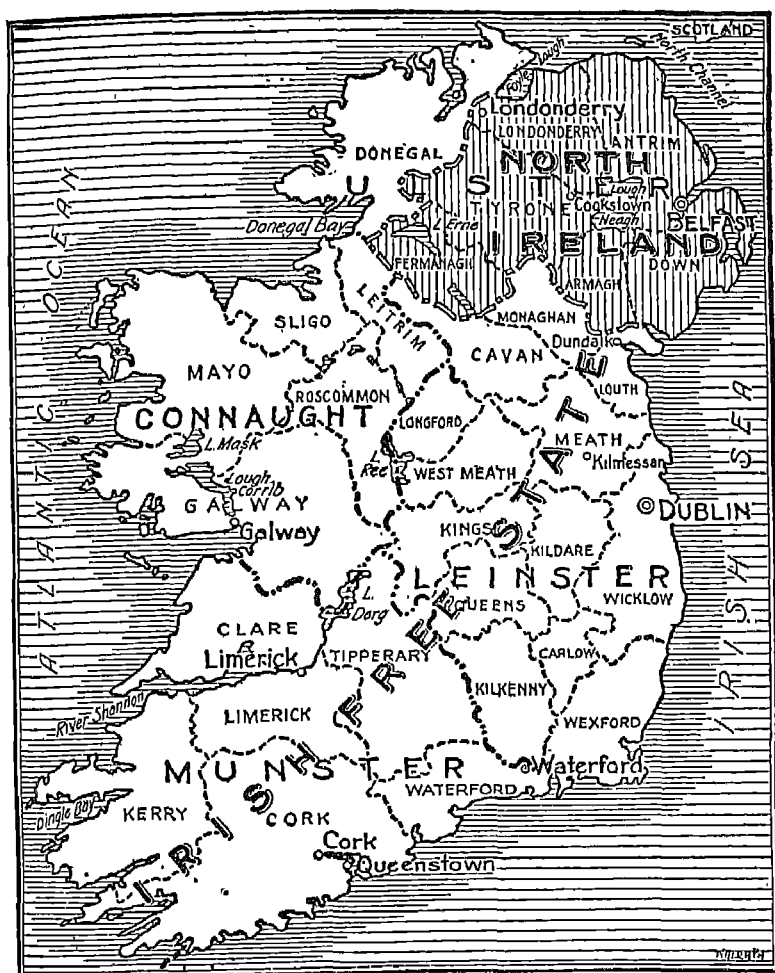 SCOTLAND
North Channel
Foyle Lough
Londonderry
LONDONDERRY
ANTRIM
DONEGAL
NORTH
ULSTER
Lough
TYRONE
Cookstown
Neagh
BELFAST
Donegal Bay
L. Erne
IRELAND
DOWN
FERMANAGH
ARMAGH
LEITRIM
MONAGHAN
SLIGO
Dundalk
CAVAN
MAYO
LOUTH
ROSCOMMON
CONNAUGHT
LONGFORD
MEATH
L. Mask
L. Ree
WEST MEATH
Kilmessan
Lough Corrib
GALWAY
Galway
DUBLIN
KINGS
KILDARE
LEINSTER
L. Derg
QUEENS
WICKLOW
CLARE
Limerick
TIPPERARY
CARLOW
KILKENNY
River Shannon
LIMERICK
WEXFORD
MUNSTER
Waterford
WATERFORD
Dingle Bay
KERRY
CORK
Cork
Queenstown
IRISH FREE STATE
ATLANTIC OCEAN
IRISH SEA